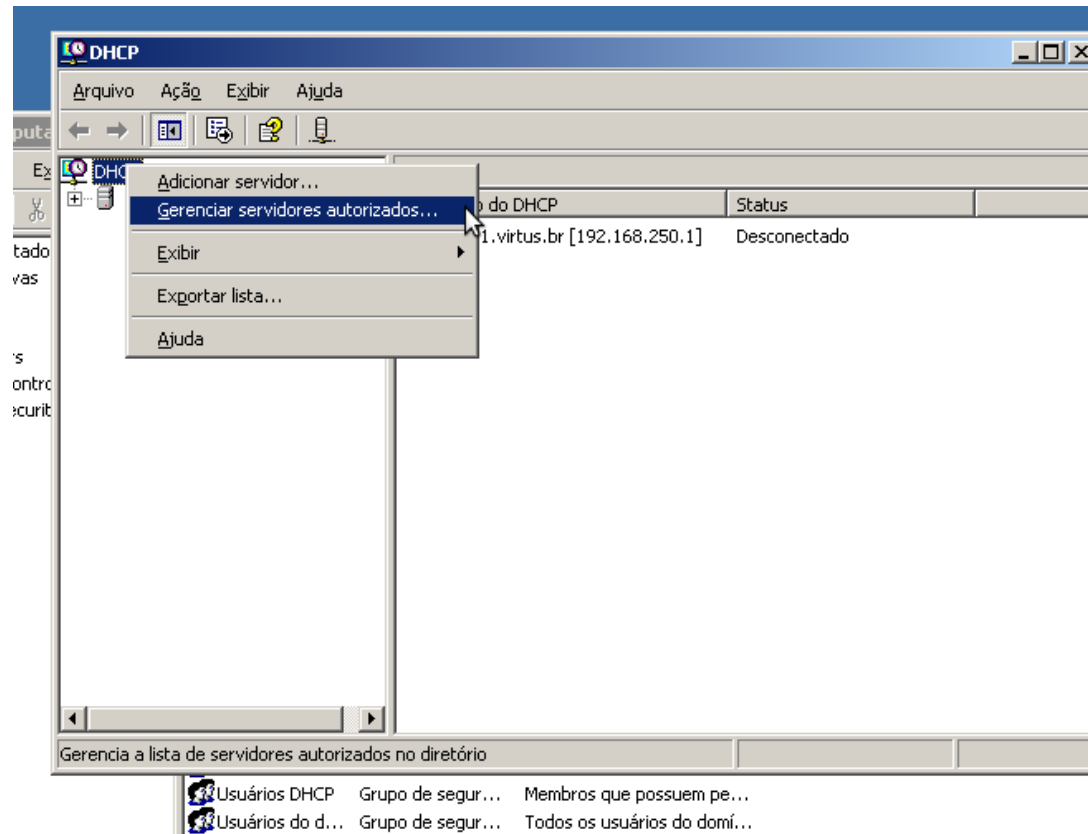 DHCP
Arquivo Ação Exibir Ajuda
Adicionar servidor...
Gerenciar servidores autorizados...
Exibir
Exportar lista...
Ajuda
do DHCP Status
1.virtus.br [192.168.250.1] Desconectado
Gerencia a lista de servidores autorizados no diretório
Usuários DHCP Grupo de segur... Membros que possuem pe...
Usuários do d... Grupo de segur... Todos os usuários do domí...